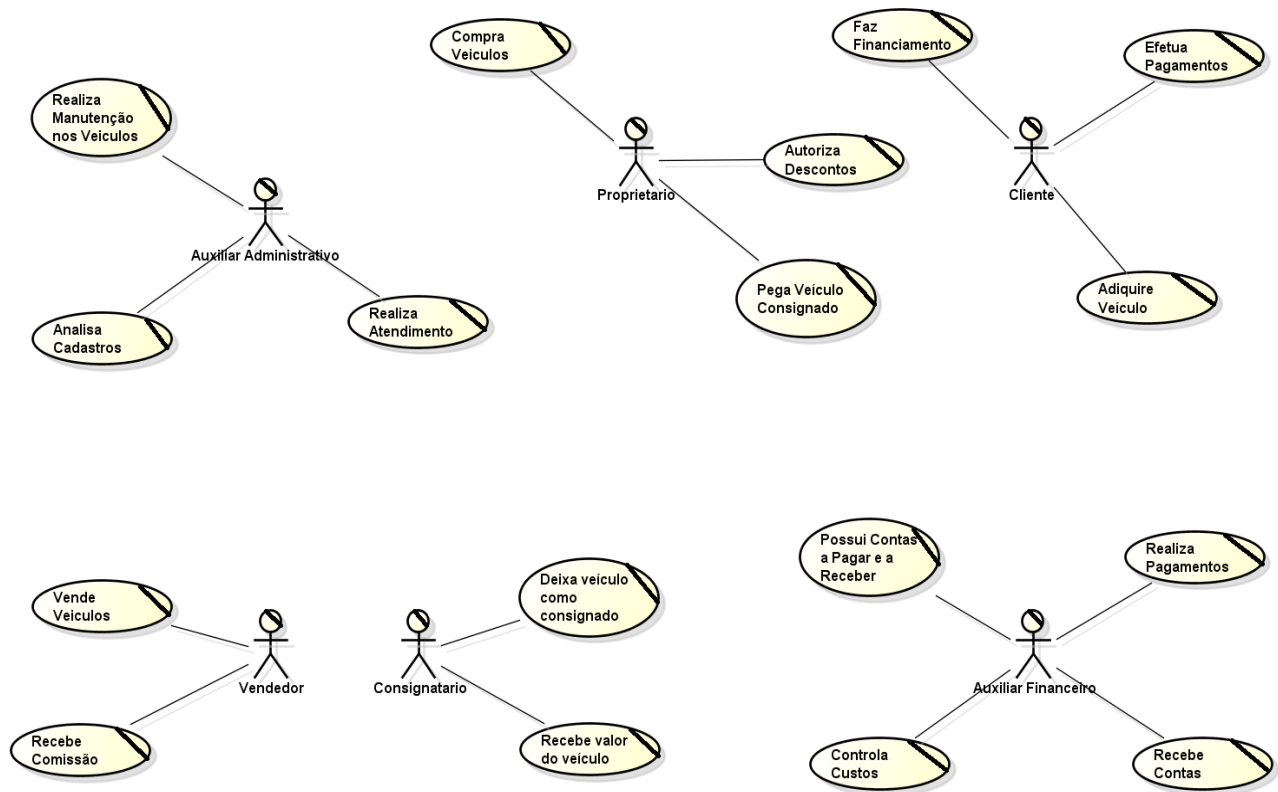 Compra
Veiculos
Faz
Financiamento
Efetua
Pagamentos
Realiza
Manutenção
nos Veiculos
Autoriza
Descontos
Proprietario
Cliente
Auxiliar Administrativo
Pega Veículo
Consignado
Adiquire
Veículo
Analisa
Cadastros
Realiza
Atendimento
Possui Contas
a Pagar e a
Receber
Realiza
Pagamentos
Deixa veículo
como
consignado
Vende
Veiculos
Vendedor
Consignatario
Auxiliar Financeiro
Recebe
Comissão
Recebe valor
do veículo
Controla
Custos
Recebe
Contas